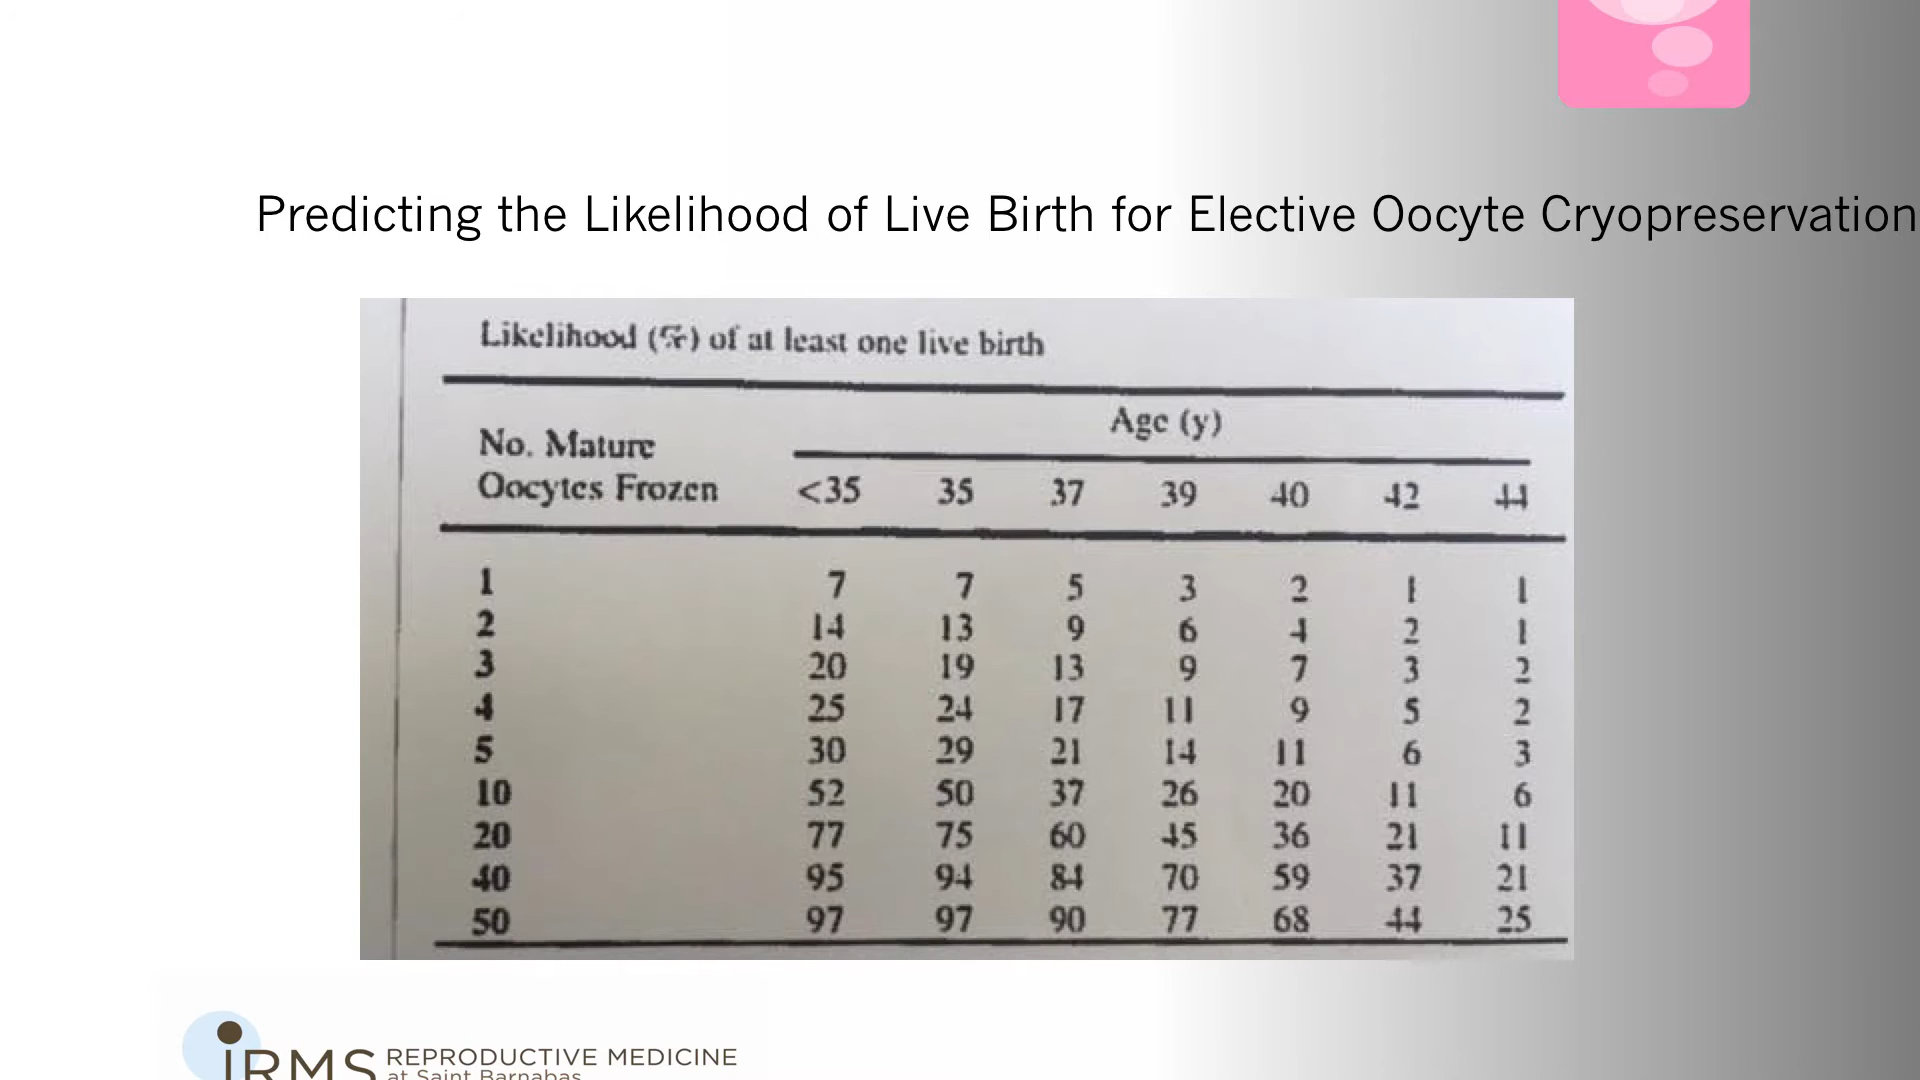 Predicting the Likelihood of Live Birth for Elective Oocyte Cryopreservation
Likelihood (%) of at least one live birth
Age (y)
No. Mature
Oocytes Frozen <35 35 37 39 40 42 44
1 7 7 5 3 2 1 1
2 14 13 9 6 4 2 1
3 20 19 13 9 7 3 2
4 25 24 17 11 9 5 2
5 30 29 21 14 11 6 3
10 52 50 37 26 20 11 6
20 77 75 60 45 36 21 11
40 95 94 84 70 59 37 21
50 97 97 90 77 68 44 25
iRMS REPRODUCTIVE MEDICINE
at Saint Barnabas